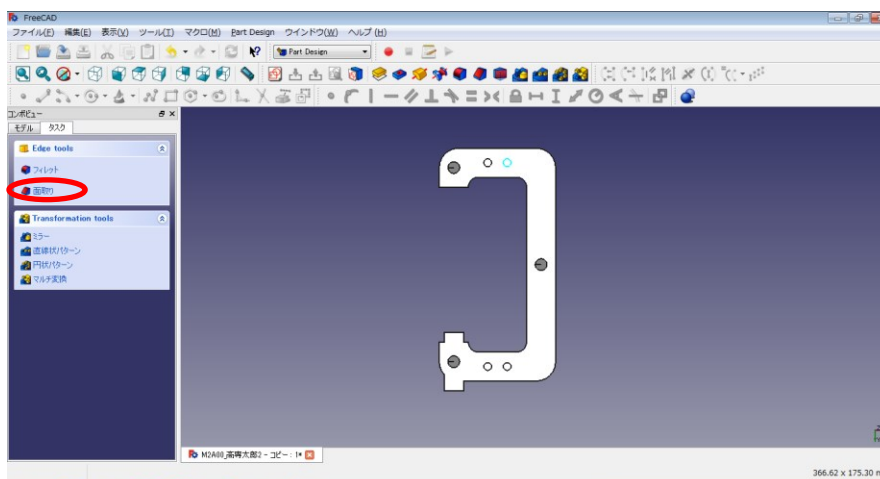 FreeCAD
ファイル(F) 編集(E) 表示(V) ツール(T) マクロ(M) Part Design ウインドウ(W) ヘルプ(H)
Part Design
コンボビュー
モデル タスク
Edge tools
フィレット
面取り
Transformation tools
ミラー
直線状パターン
円状パターン
マルチ変換
M2A00_高専太郎2 - コピー : 1*
366.62 x 175.30 m